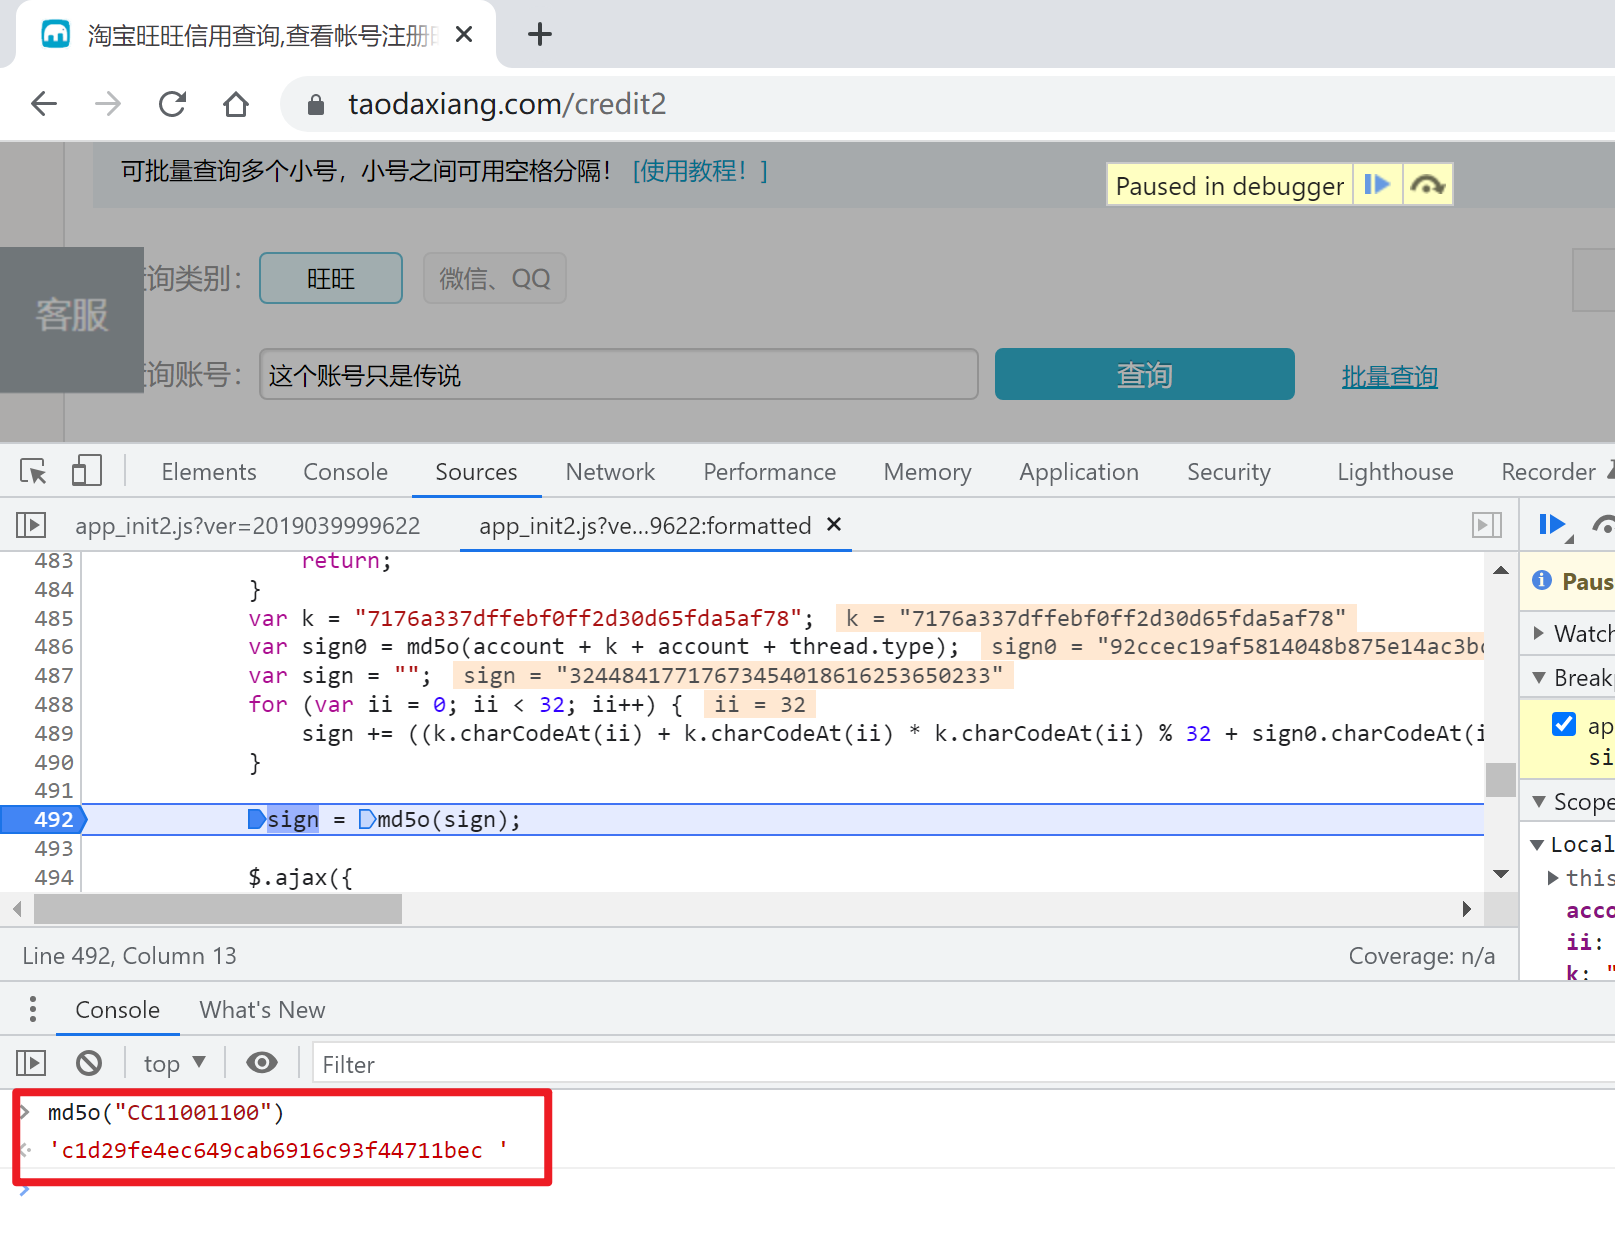 淘宝旺旺信用查询,查看帐号注册
taodaxiang.com/credit2
可批量查询多个小号，小号之间可用空格分隔！ [使用教程！]
Paused in debugger
客服
询类别：
旺旺
微信、QQ
询账号：
这个账号只是传说
查询
批量查询
Elements Console Sources Network Performance Memory Application Security Lighthouse Recorder
app_init2.js?ver=2019039999622
app_init2.js?ve…9622:formatted
483 return;
484 }
485 var k = "7176a337dffebf0ff2d30d65fda5af78"; k = "7176a337dffebf0ff2d30d65fda5af78"
486 var sign0 = md5o(account + k + account + thread.type); sign0 = "92ccec19af5814048b875e14ac3bc
487 var sign = ""; sign = "32448417717673454018616253650233"
488 for (var ii = 0; ii < 32; ii++) { ii = 32
489 sign += ((k.charCodeAt(ii) + k.charCodeAt(ii) * k.charCodeAt(ii) % 32 + sign0.charCodeAt(i
490 }
491
492 sign = md5o(sign);
493
494 $.ajax({
Paus
Watch
Break
ap
si
Scope
Local
this
acco
ii:
k: "
Line 492, Column 13
Coverage: n/a
Console
What's New
top
Filter
md5o("CC11001100")
'c1d29fe4ec649cab6916c93f44711bec '